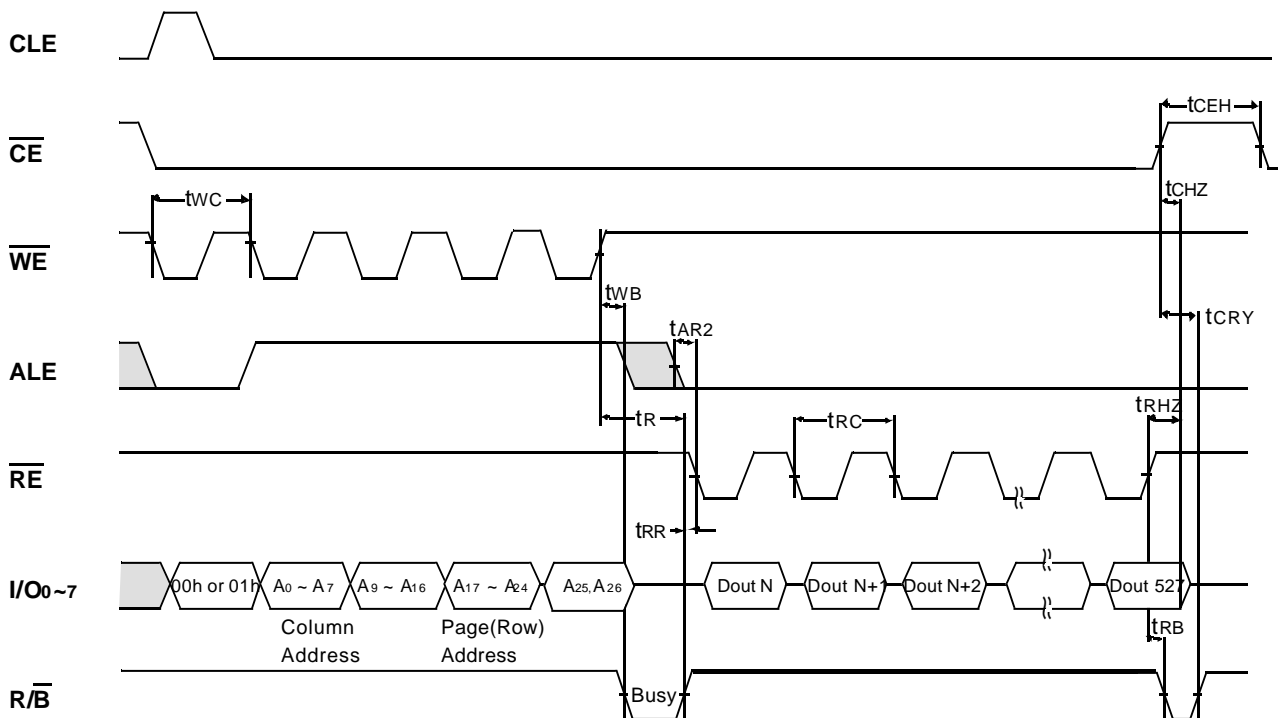 CLE
tCEH
CE
tCHZ
tWC
WE
tWB
tCRY
tAR2
ALE
tRHZ
tR
tRC
RE
tRR
I/O0~7
00h or 01h
A0 ~ A7
A9 ~ A16
A17 ~ A24
A25, A26
Dout N
Dout N+1
Dout N+2
Dout 527
Column
Address
Page(Row)
Address
tRB
R/B
Busy